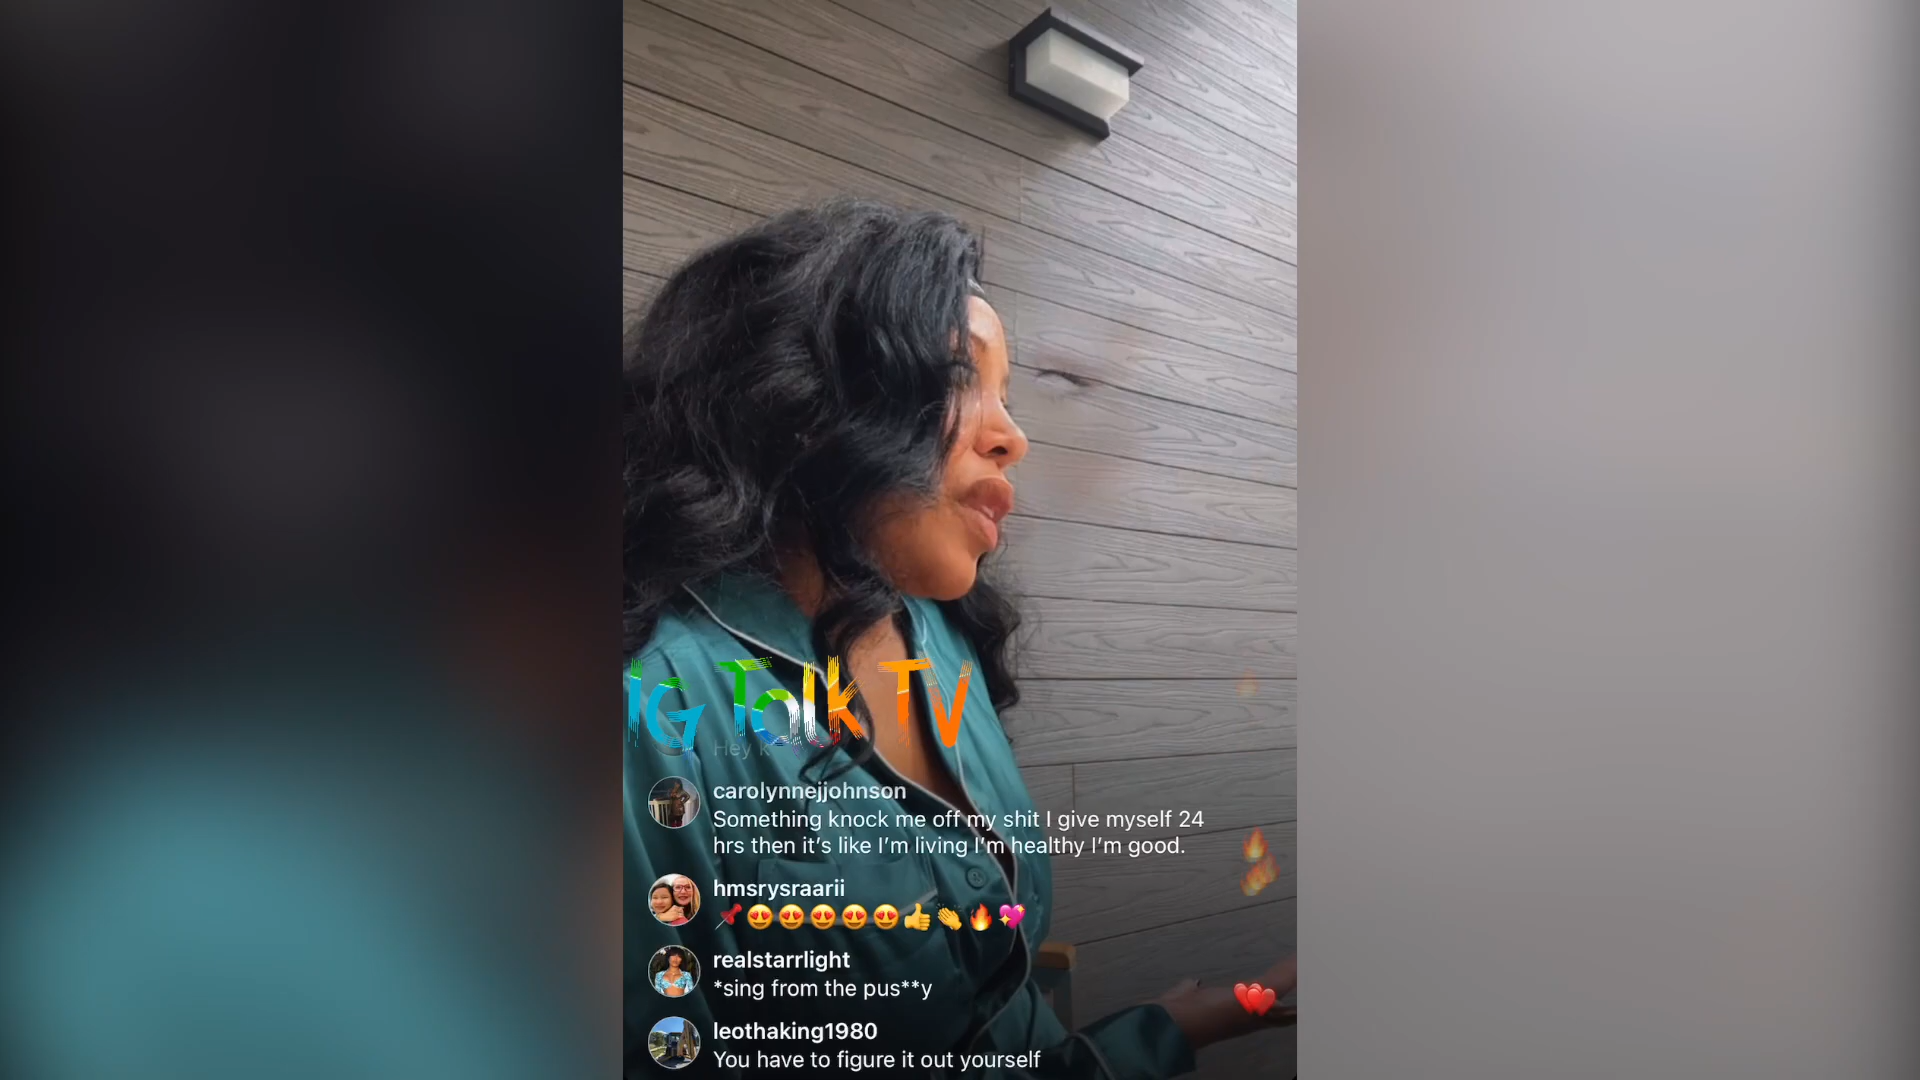 IG Talk TV
Hey k
carolynnejjohnson
Something knock me off my shit I give myself 24
hrs then it’s like I’m living I’m healthy I’m good.
hmsrysraarii
📌😍😍😍😍😍👍👏🔥💖
realstarrlight
*sing from the pus**y
leothaking1980
You have to figure it out yourself